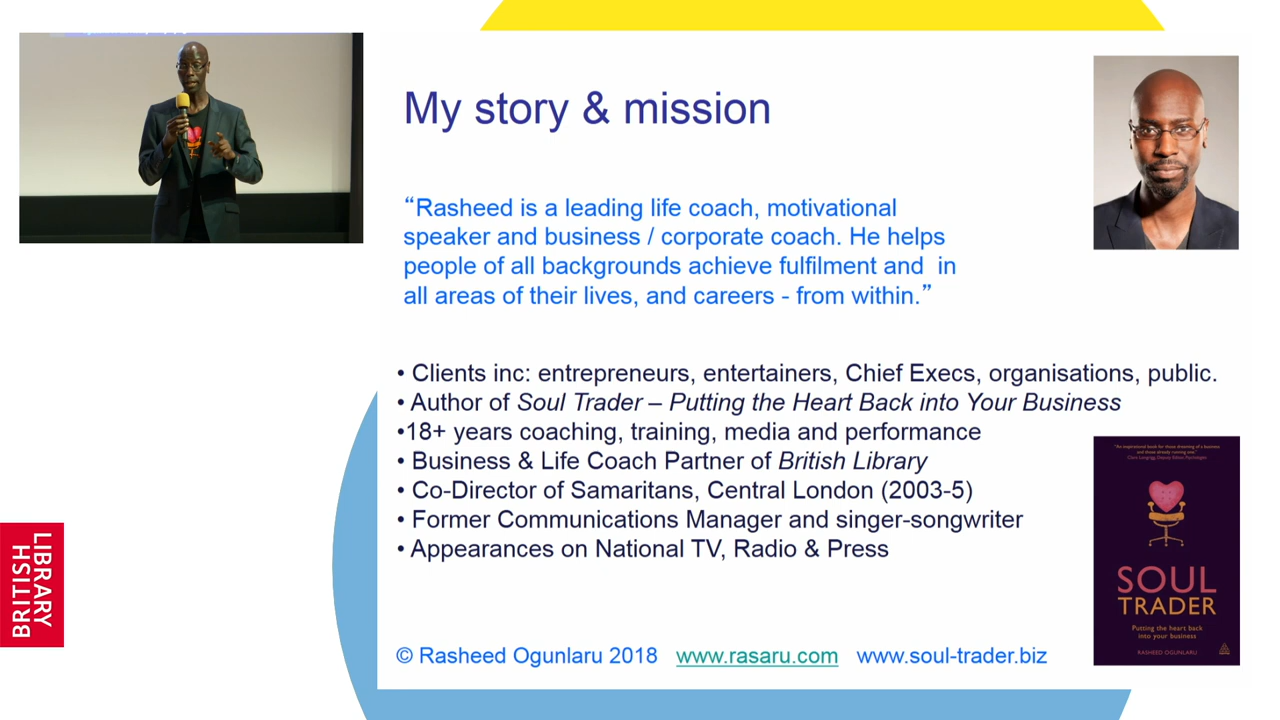 My story & mission
“Rasheed is a leading life coach, motivational
speaker and business / corporate coach. He helps
people of all backgrounds achieve fulfilment and  in
all areas of their lives, and careers - from within.”
• Clients inc: entrepreneurs, entertainers, Chief Execs, organisations, public.
• Author of Soul Trader – Putting the Heart Back into Your Business
•18+ years coaching, training, media and performance
• Business & Life Coach Partner of British Library
• Co-Director of Samaritans, Central London (2003-5)
• Former Communications Manager and singer-songwriter
• Appearances on National TV, Radio & Press
© Rasheed Ogunlaru 2018 www.rasaru.com www.soul-trader.biz
SOUL
TRADER
Putting the heart back
into your business
RASHEED OGUNLARU
LIBRARY
BRITISH